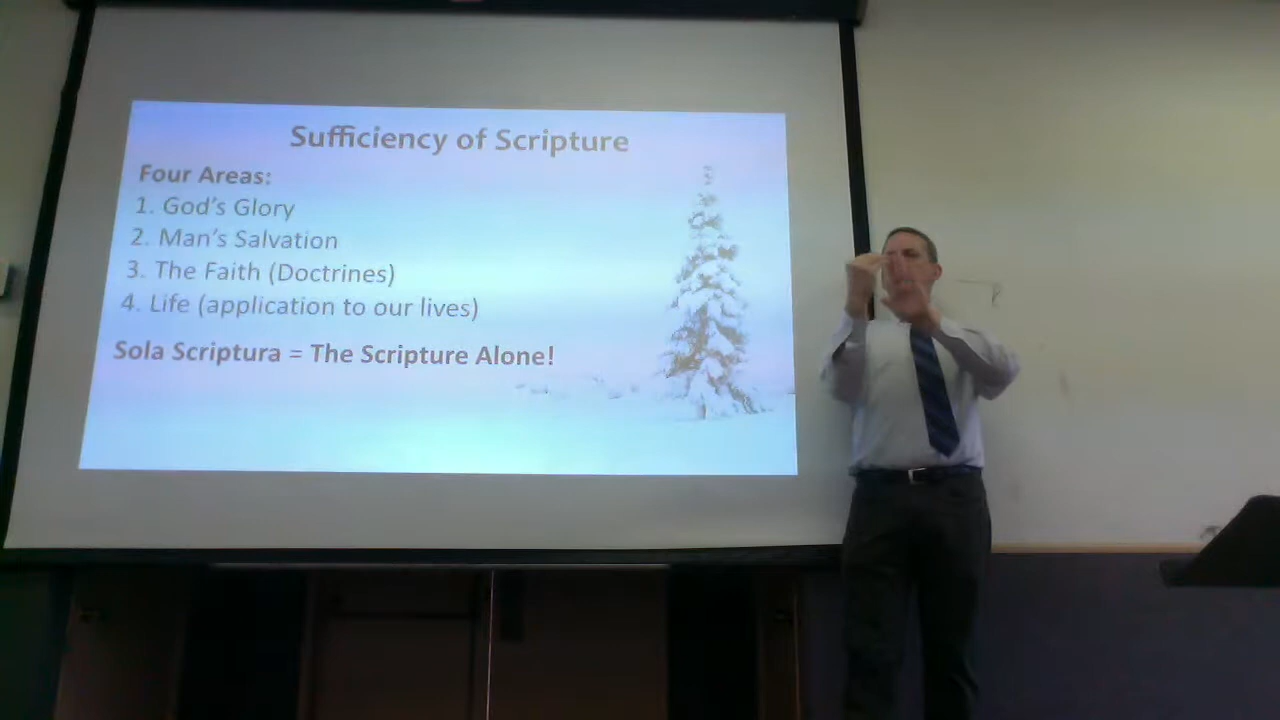 Sufficiency of Scripture
Four Areas:
1. God's Glory
2. Man's Salvation
3. The Faith (Doctrines)
4. Life (application to our lives)
Sola Scriptura = The Scripture Alone!